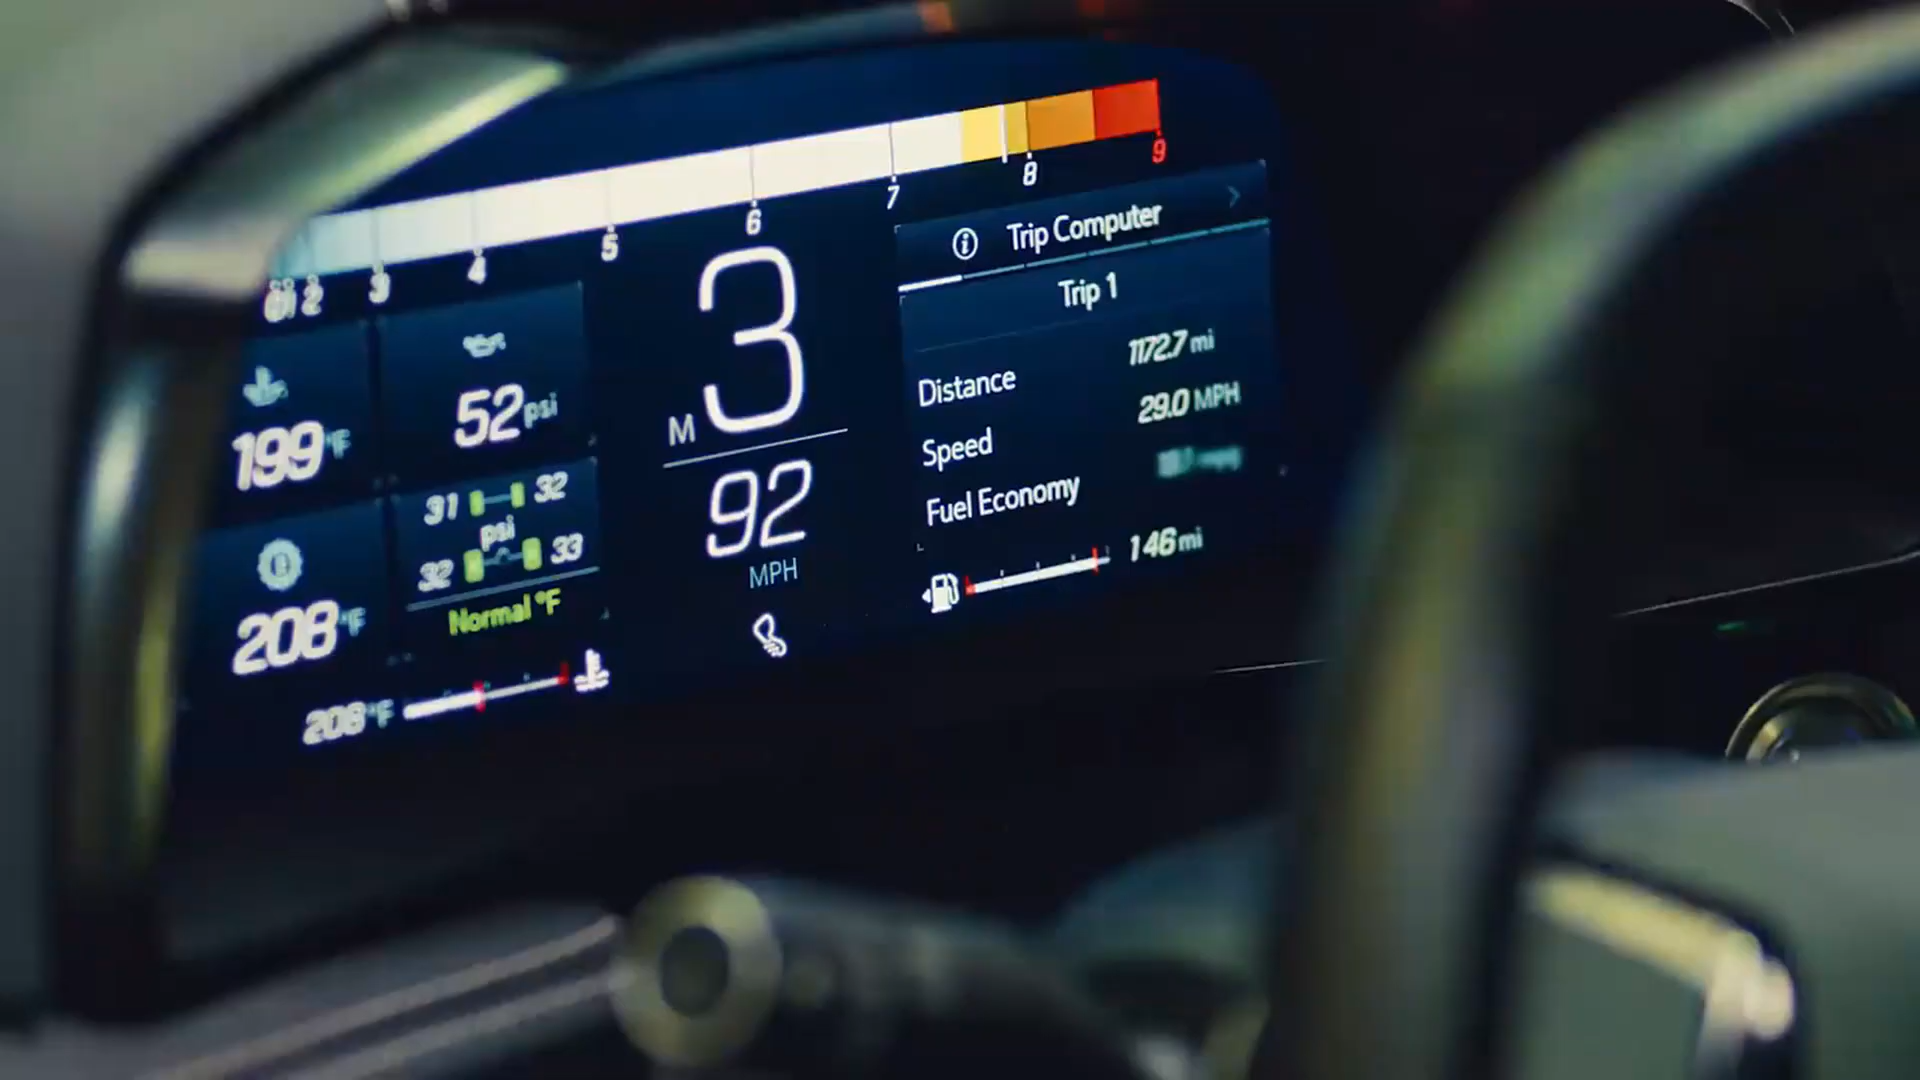 3 4 5 6 7 8 9
Trip Computer
Trip 1
199°F
52 psi
M 3
Distance 1172.7 mi
Speed 29.0 MPH
Fuel Economy
31 32
psi
32 33
92
MPH
208°F
Normal °F
146 mi
208°F